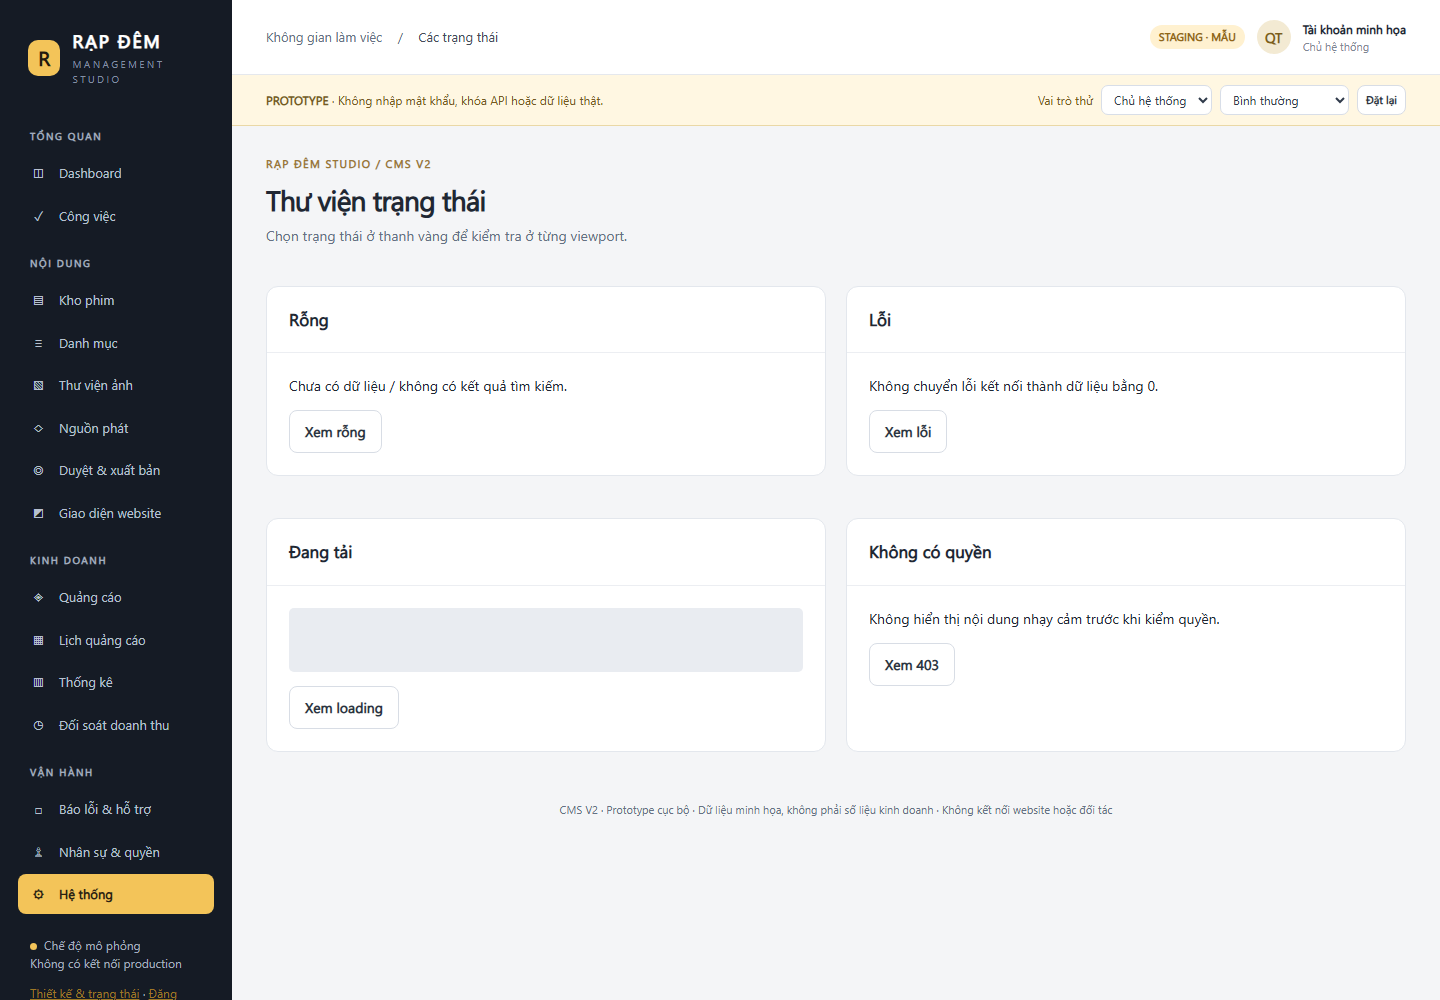 R
RẠP ĐÊM
MANAGEMENT
STUDIO
TỔNG QUAN
Dashboard
Công việc
NỘI DUNG
Kho phim
Danh mục
Thư viện ảnh
Nguồn phát
Duyệt & xuất bản
Giao diện website
KINH DOANH
Quảng cáo
Lịch quảng cáo
Thống kê
Đối soát doanh thu
VẬN HÀNH
Báo lỗi & hỗ trợ
Nhân sự & quyền
Hệ thống
Chế độ mô phỏng
Không có kết nối production
Thiết kế & trạng thái · Đăng
Không gian làm việc / Các trạng thái
STAGING · MẪU
QT
Tài khoản minh họa
Chủ hệ thống
PROTOTYPE · Không nhập mật khẩu, khóa API hoặc dữ liệu thật.
Vai trò thử
Chủ hệ thống
Bình thường
Đặt lại
RẠP ĐÊM STUDIO / CMS V2
Thư viện trạng thái
Chọn trạng thái ở thanh vàng để kiểm tra ở từng viewport.
Rỗng
Chưa có dữ liệu / không có kết quả tìm kiếm.
Xem rỗng
Lỗi
Không chuyển lỗi kết nối thành dữ liệu bằng 0.
Xem lỗi
Đang tải
Xem loading
Không có quyền
Không hiển thị nội dung nhạy cảm trước khi kiểm quyền.
Xem 403
CMS V2 · Prototype cục bộ · Dữ liệu minh họa, không phải số liệu kinh doanh · Không kết nối website hoặc đối tác